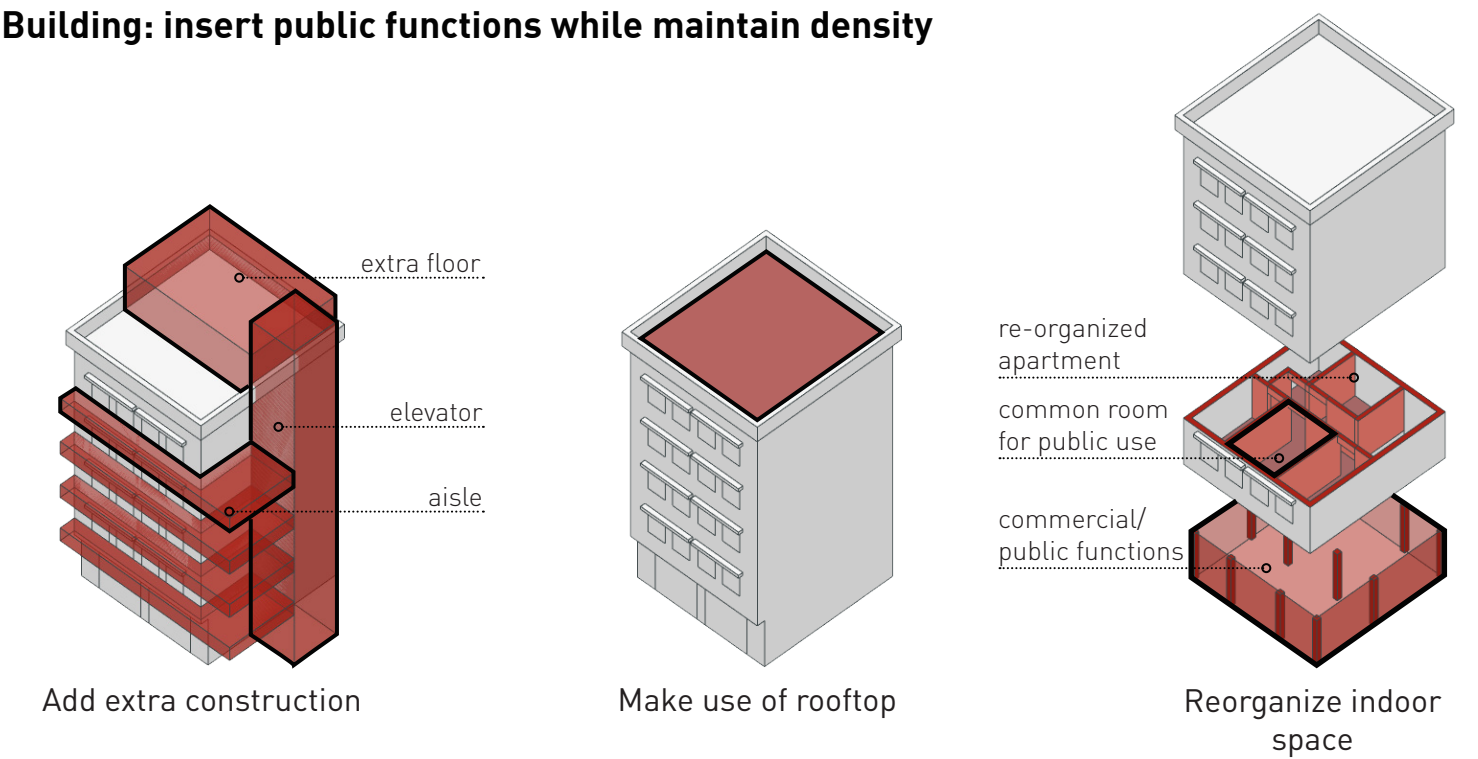 Building: insert public functions while maintain density
extra floor
elevator
aisle
re-organized
apartment
common room
for public use
commercial/
public functions
Add extra construction
Make use of rooftop
Reorganize indoor
space